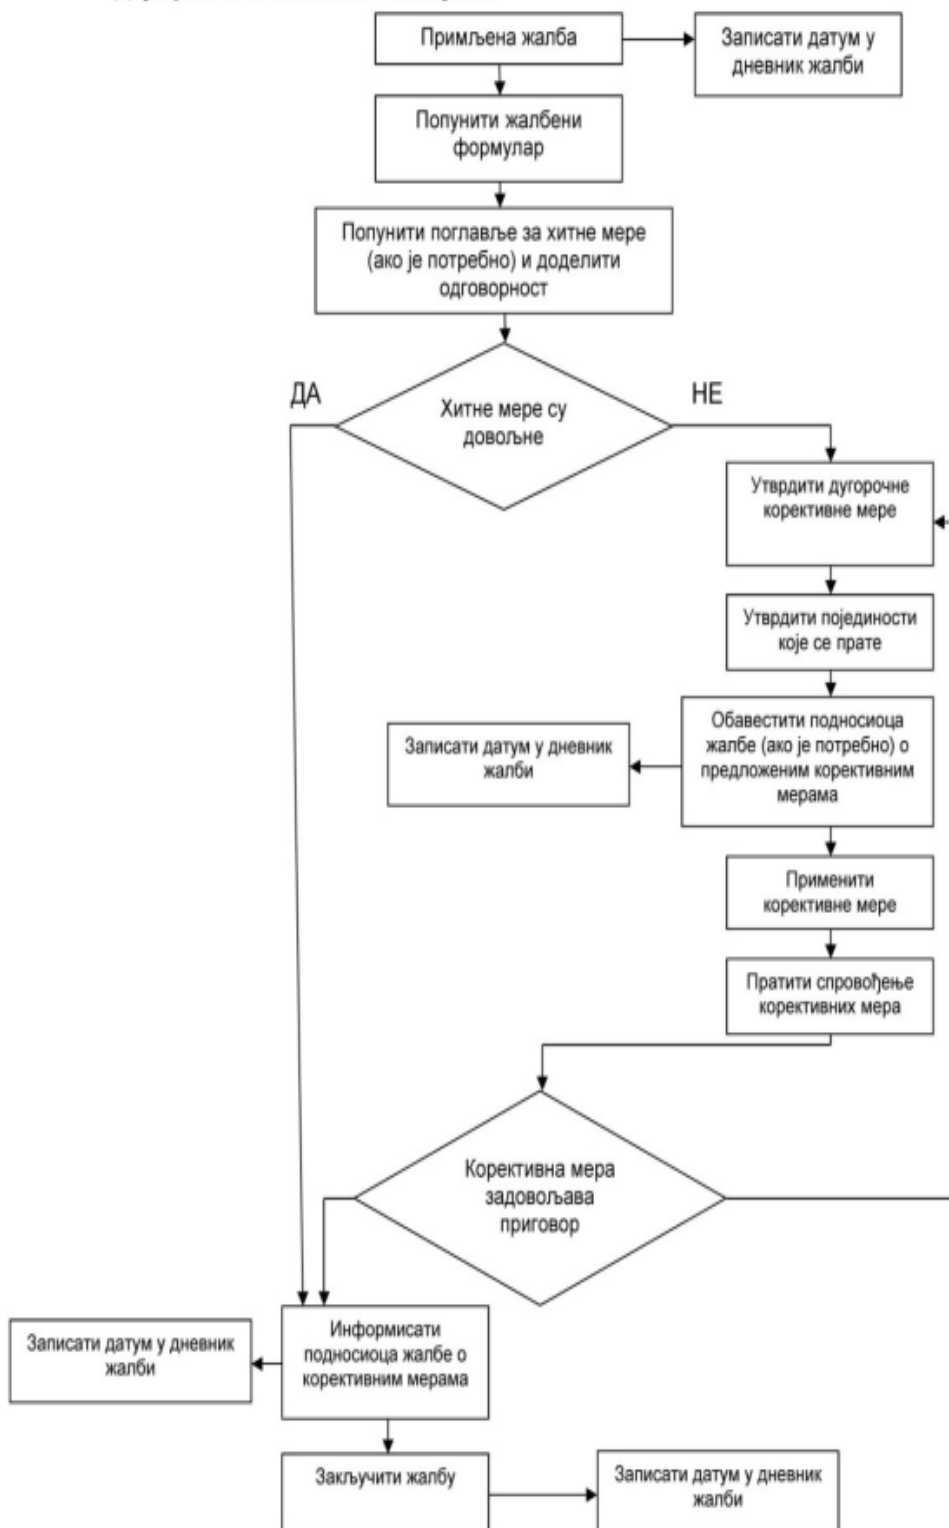 Примљена жалба
Записати датум у
дневник жалби
Попунити жалбени
формулар
Попунити поглавље за хитне мере
(ако је потребно) и доделити
одговорност
ДА
НЕ
Хитне мере су
довољне
Утврдити дугорочне
корективне мере
Утврдити појединости
које се прате
Обавестити подносиоца
жалбе (ако је потребно) о
предложеним корективним
мерама
Записати датум у дневник
жалби
Применити
корективне мере
Пратити спровођење
корективних мера
Корективна мера
задовољава
приговор
Информисати
подносиоца жалбе о
корективним мерама
Записати датум у дневник
жалби
Закључити жалбу
Записати датум у дневник
жалби